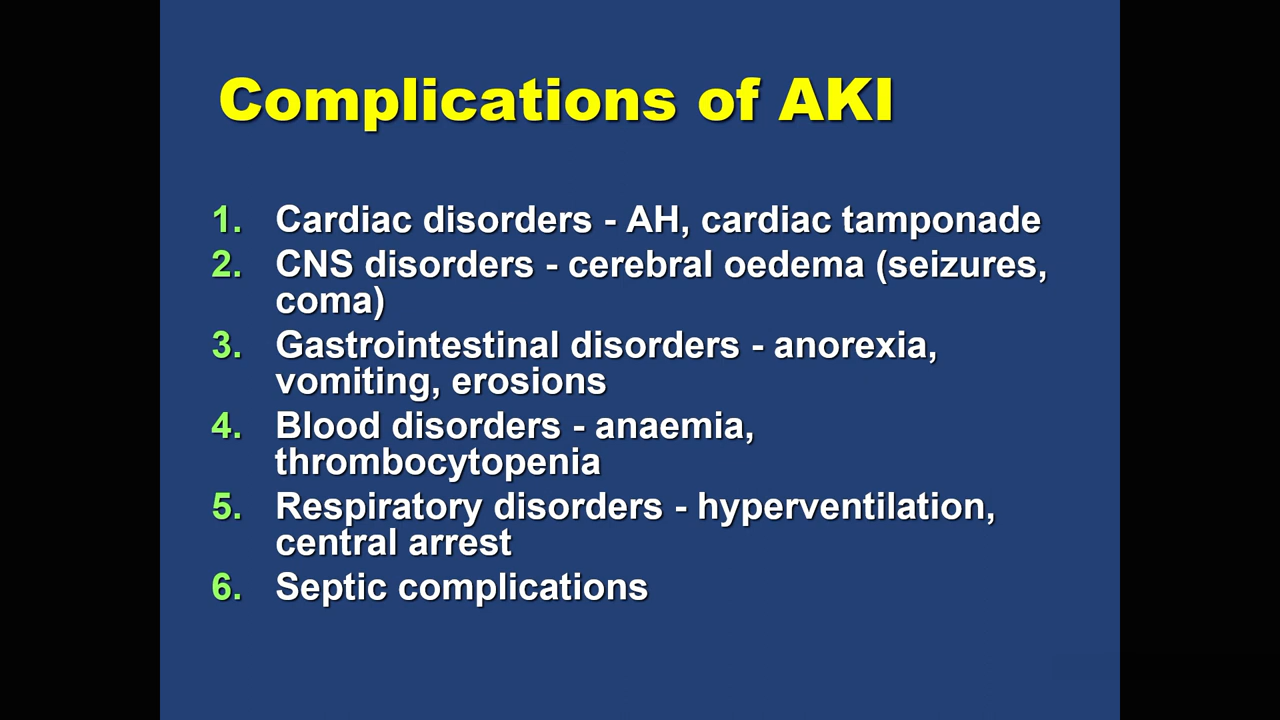 Complications of AKI
1. Cardiac disorders - AH, cardiac tamponade
2. CNS disorders - cerebral oedema (seizures,
coma)
3. Gastrointestinal disorders - anorexia,
vomiting, erosions
4. Blood disorders - anaemia,
thrombocytopenia
5. Respiratory disorders - hyperventilation,
central arrest
6. Septic complications